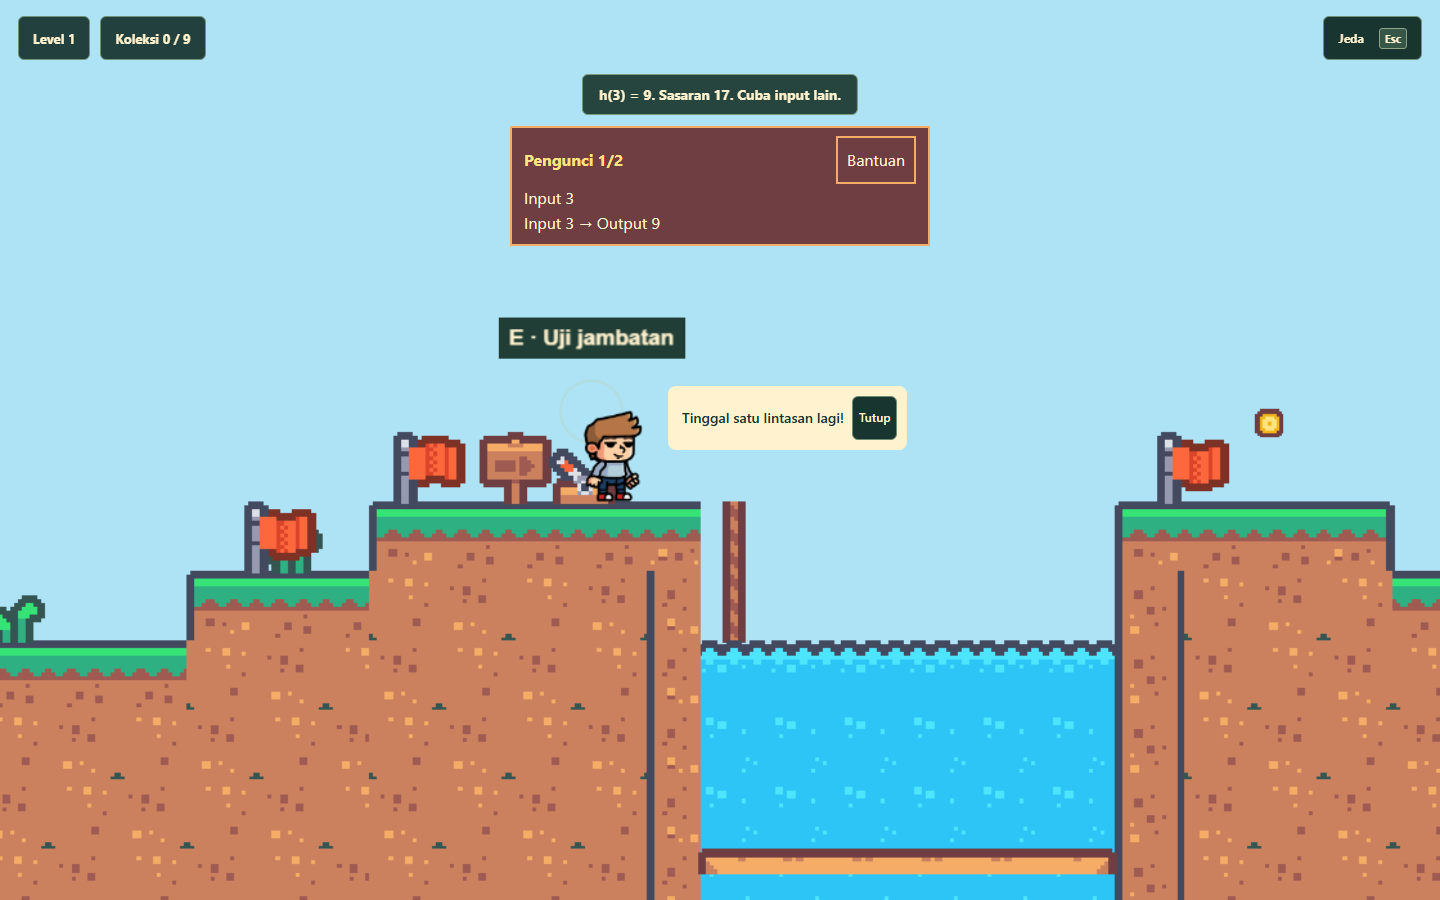 Level 1
Koleksi 0 / 9
Jeda Esc
h(3) = 9. Sasaran 17. Cuba input lain.
Pengunci 1/2
Bantuan
Input 3
Input 3 → Output 9
E · Uji jambatan
Tinggal satu lintasan lagi!
Tutup